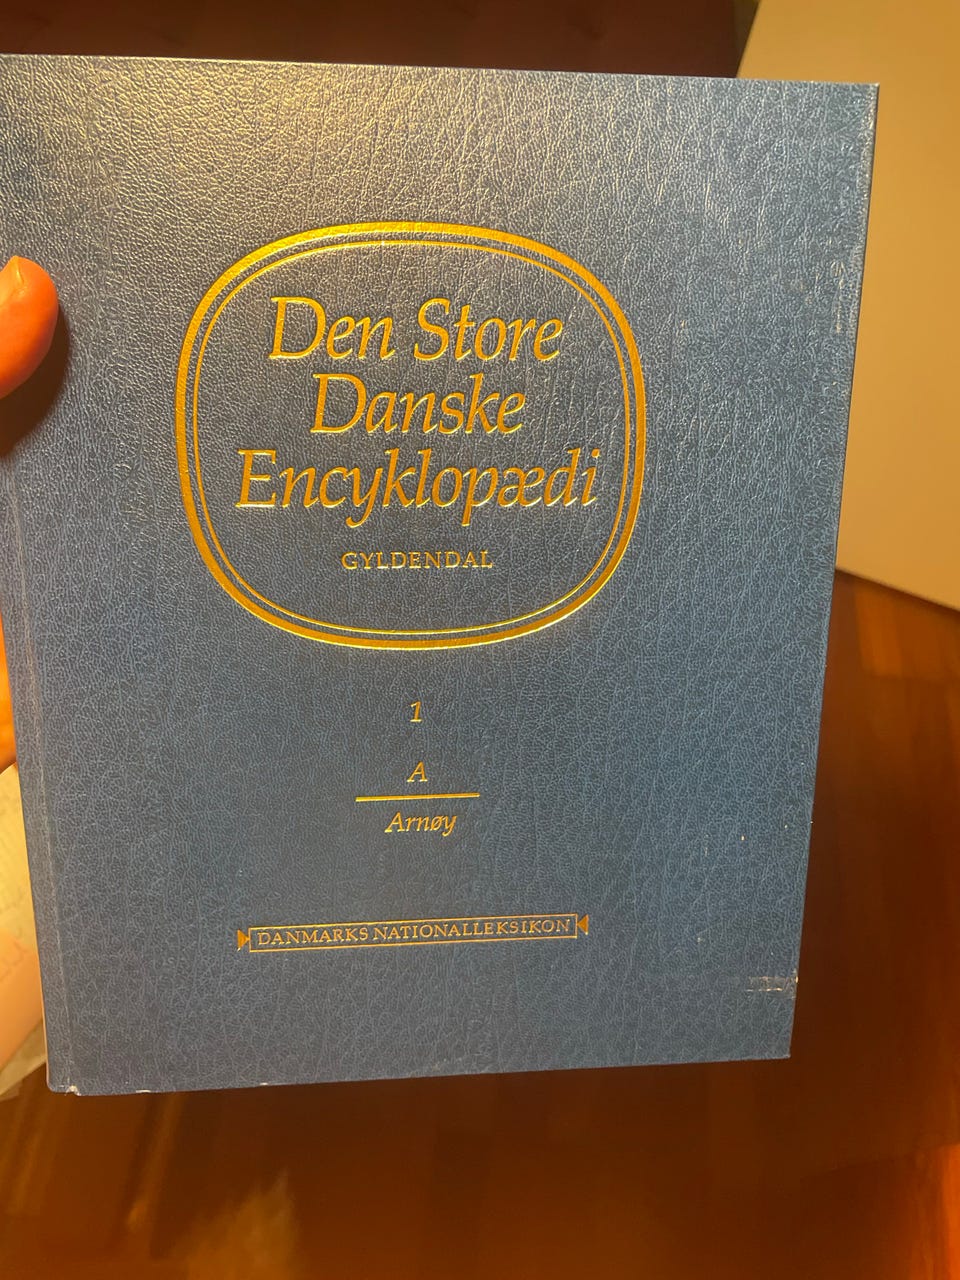 Den Store
Danske
Encyklopædi
GYLDENDAL
1
A
Arnøy
DANMARKS NATIONALLEKSIKON